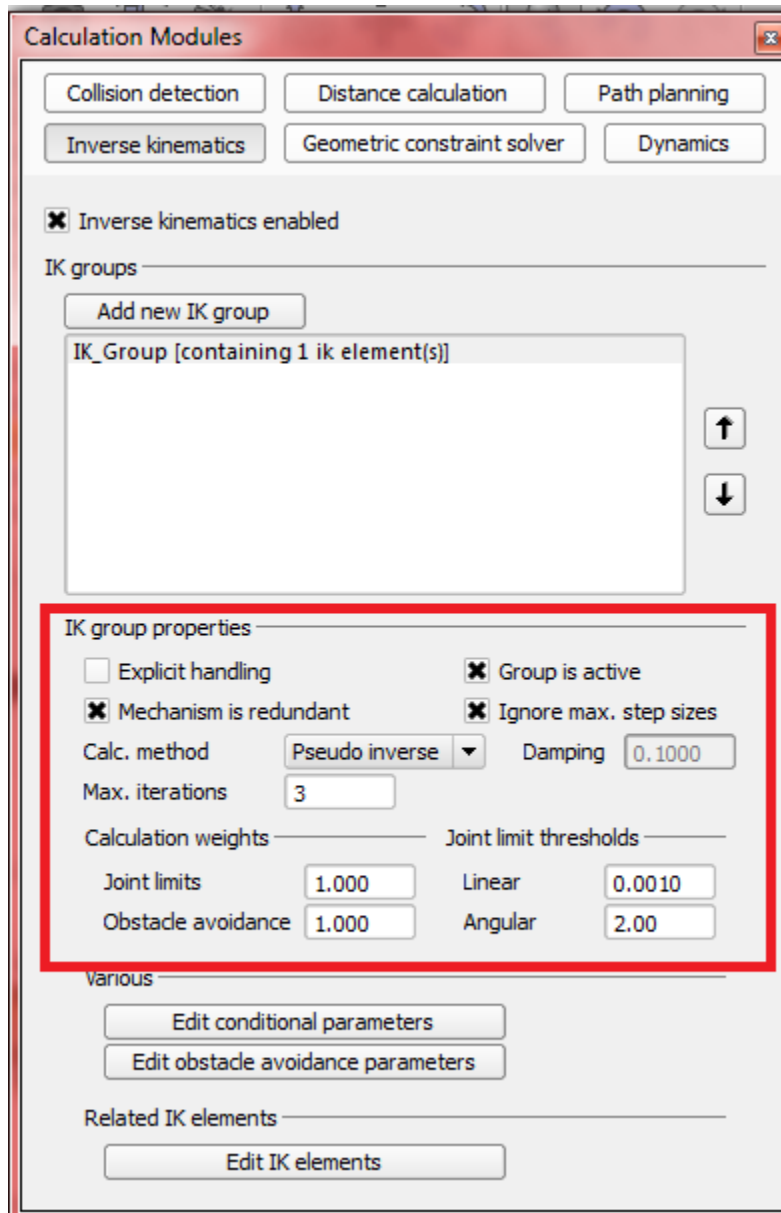 Calculation Modules
Collision detection Distance calculation Path planning
Inverse kinematics Geometric constraint solver Dynamics
Inverse kinematics enabled
IK groups
Add new IK group
IK_Group [containing 1 ik element(s)]
IK group properties
Explicit handling Group is active
Mechanism is redundant Ignore max. step sizes
Calc. method Pseudo inverse Damping 0.1000
Max. iterations 3
Calculation weights Joint limit thresholds
Joint limits 1.000 Linear 0.0010
Obstacle avoidance 1.000 Angular 2.00
Various
Edit conditional parameters
Edit obstacle avoidance parameters
Related IK elements
Edit IK elements